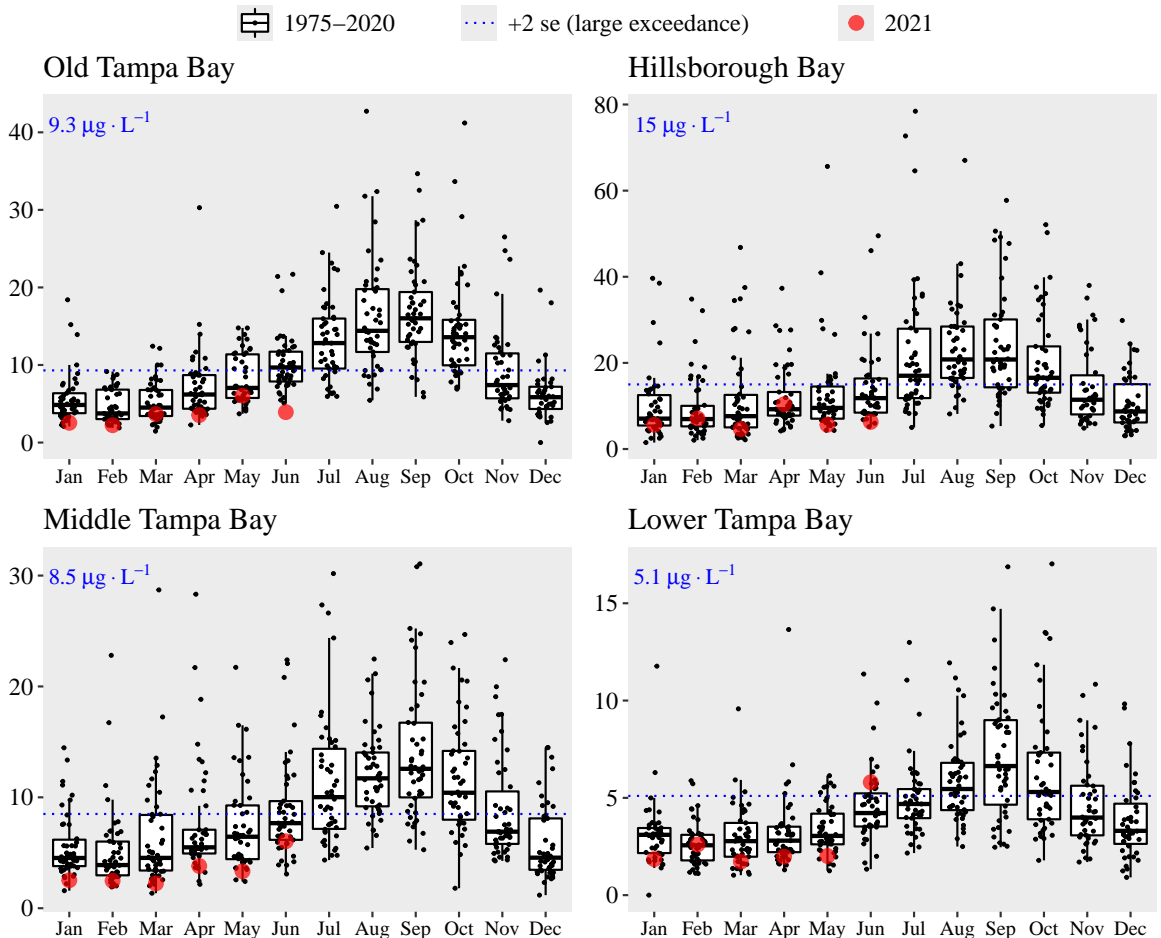 1975–2020 +2 se (large exceedance) 2021
Old Tampa Bay
9.3 μg · L⁻¹
40
30
20
10
0
Jan Feb Mar Apr May Jun Jul Aug Sep Oct Nov Dec
Hillsborough Bay
15 μg · L⁻¹
80
60
40
20
0
Jan Feb Mar Apr May Jun Jul Aug Sep Oct Nov Dec
Middle Tampa Bay
8.5 μg · L⁻¹
30
20
10
0
Jan Feb Mar Apr May Jun Jul Aug Sep Oct Nov Dec
Lower Tampa Bay
5.1 μg · L⁻¹
15
10
5
0
Jan Feb Mar Apr May Jun Jul Aug Sep Oct Nov Dec